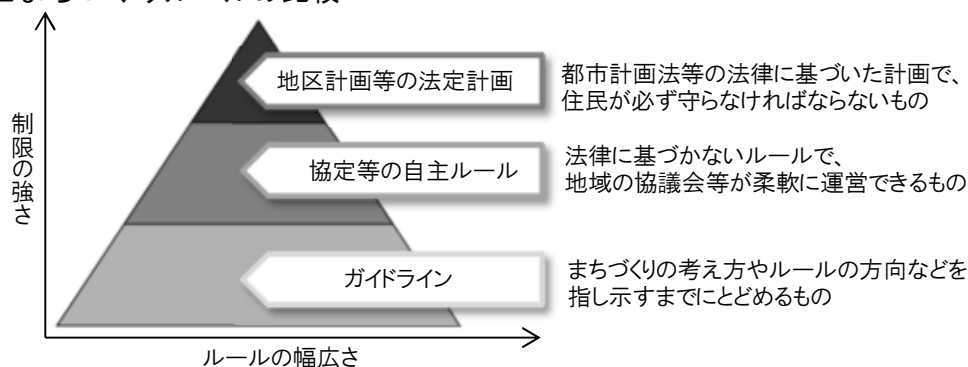 地区計画等の法定計画
都市計画法等の法律に基づいた計画で、
住民が必ず守らなければならないもの
協定等の自主ルール
法律に基づかないルールで、
地域の協議会等が柔軟に運営できるもの
ガイドライン
まちづくりの考え方やルールの方向などを
指し示すまでにとどめるもの
制限の強さ
ルールの幅広さ